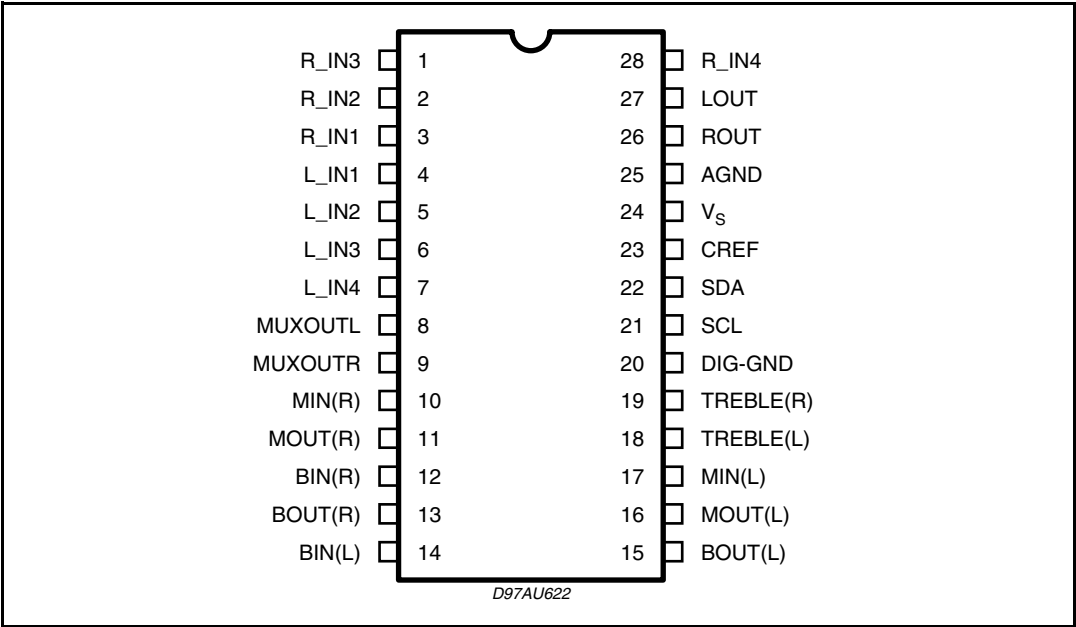 R_IN3 1 28 R_IN4
R_IN2 2 27 LOUT
R_IN1 3 26 ROUT
L_IN1 4 25 AGND
L_IN2 5 24 VS
L_IN3 6 23 CREF
L_IN4 7 22 SDA
MUXOUTL 8 21 SCL
MUXOUTR 9 20 DIG-GND
MIN(R) 10 19 TREBLE(R)
MOUT(R) 11 18 TREBLE(L)
BIN(R) 12 17 MIN(L)
BOUT(R) 13 16 MOUT(L)
BIN(L) 14 15 BOUT(L)
D97AU622